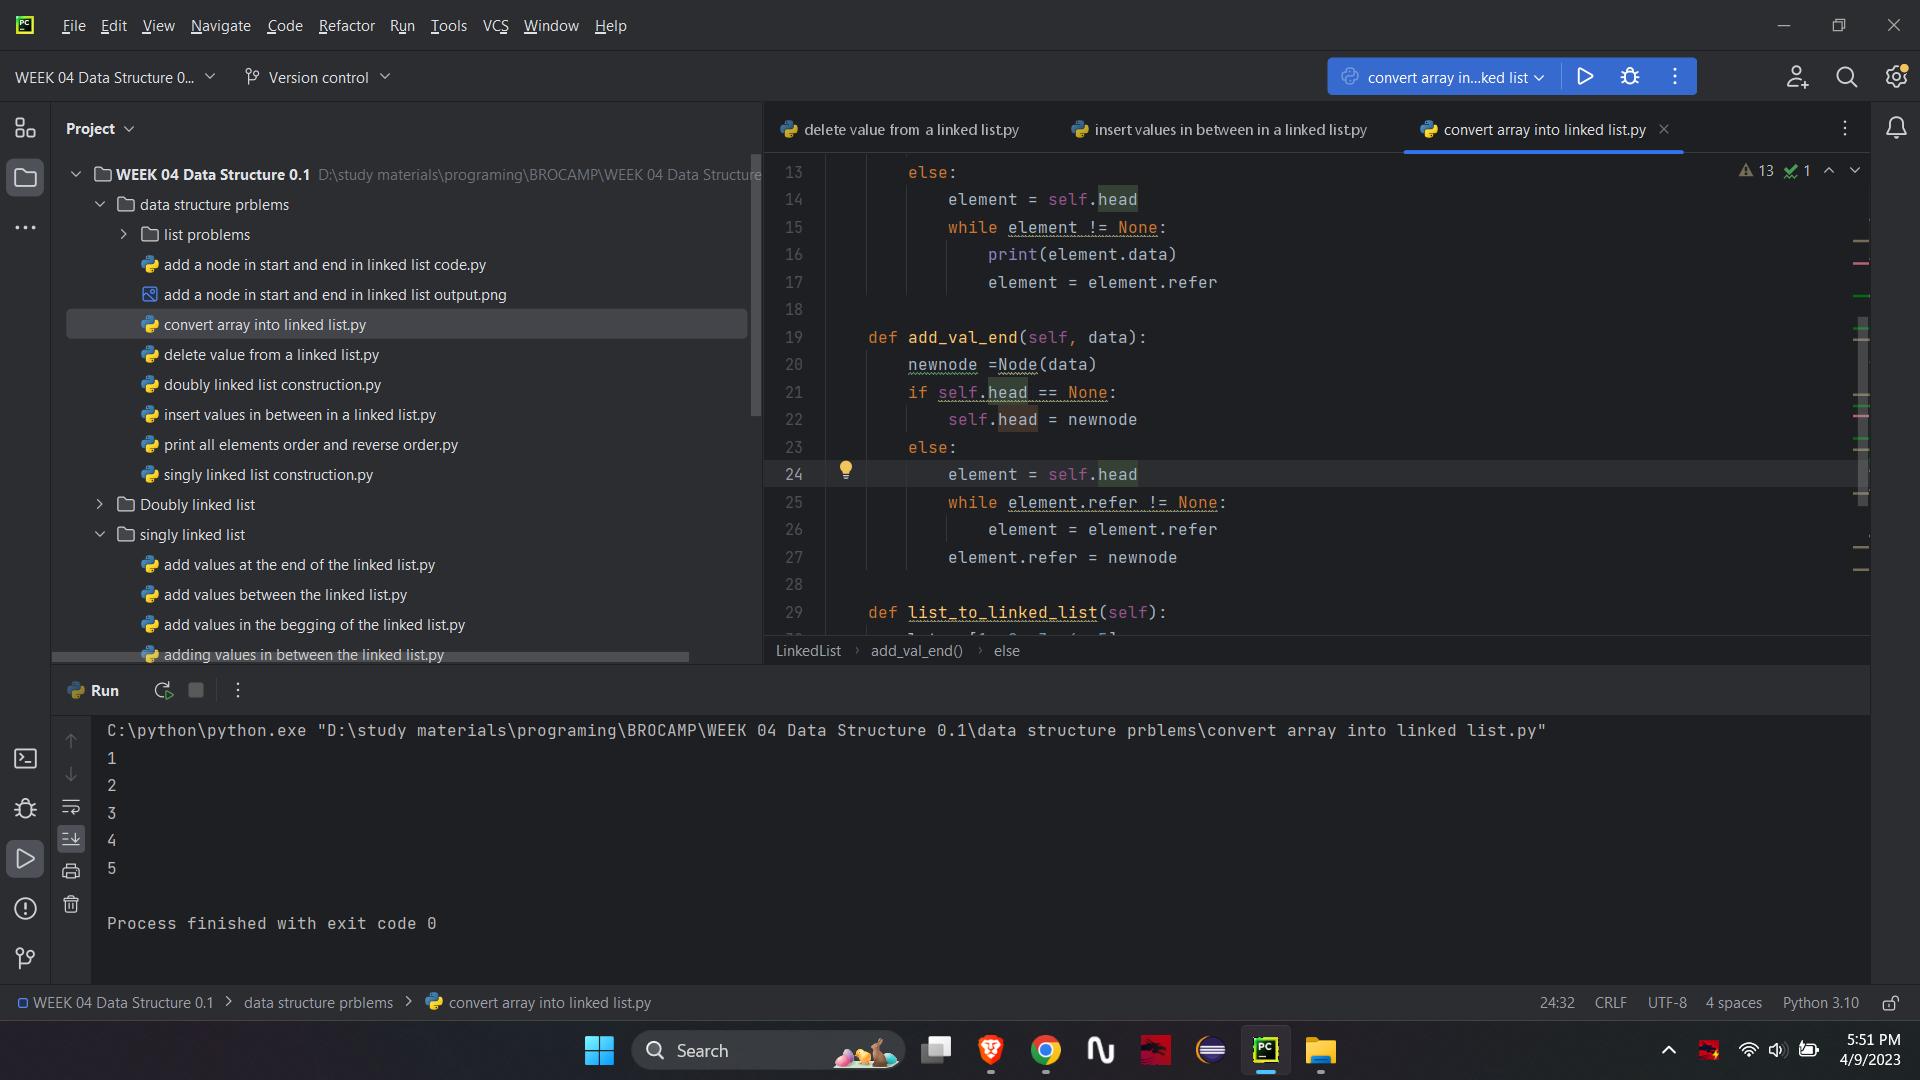 File Edit View Navigate Code Refactor Run Tools VCS Window Help
WEEK 04 Data Structure 0... Version control convert array in...ked list
Project
WEEK 04 Data Structure 0.1 D:\study materials\programing\BROCAMP\WEEK 04 Data Structure
data structure prblems
list problems
add a node in start and end in linked list code.py
add a node in start and end in linked list output.png
convert array into linked list.py
delete value from a linked list.py
doubly linked list construction.py
insert values in between in a linked list.py
print all elements order and reverse order.py
singly linked list construction.py
Doubly linked list
singly linked list
add values at the end of the linked list.py
add values between the linked list.py
add values in the begging of the linked list.py
adding values in between the linked list.py
delete value from a linked list.py insert values in between in a linked list.py convert array into linked list.py
13 1
13 else:
14 element = self.head
15 while element != None:
16 print(element.data)
17 element = element.refer
18
19 def add_val_end(self, data):
20 newnode =Node(data)
21 if self.head == None:
22 self.head = newnode
23 else:
24 element = self.head
25 while element.refer != None:
26 element = element.refer
27 element.refer = newnode
28
29 def list_to_linked_list(self):
LinkedList › add_val_end() › else
Run
C:\python\python.exe "D:\study materials\programing\BROCAMP\WEEK 04 Data Structure 0.1\data structure prblems\convert array into linked list.py"
1
2
3
4
5
Process finished with exit code 0
WEEK 04 Data Structure 0.1 > data structure prblems > convert array into linked list.py 24:32 CRLF UTF-8 4 spaces Python 3.10
Search
PC
5:51 PM
4/9/2023